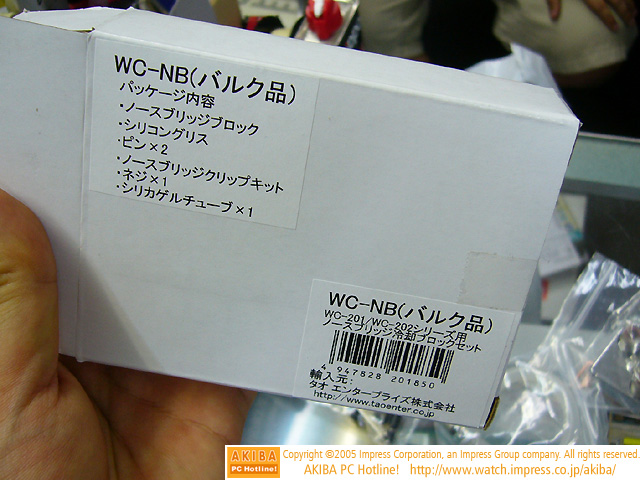 WC-NB(バルク品)
パッケージ内容
・ノースブリッジブロック
・シリコングリス
・ピン×2
・ノースブリッジクリップキット
・ネジ×1
・シリカゲルチューブ×1
WC-NB(バルク品)
WC-201/WC-202シリーズ用
ノースブリッジ冷却ブロックセット
4 947828 201850
輸入元:
タオ エンタープライズ株式会社
http://www.taoenter.co.jp
AKIBA
PC Hotline!
Copyright ©2005 Impress Corporation, an Impress Group company. All rights reserved.
AKIBA PC Hotline! http://www.watch.impress.co.jp/akiba/